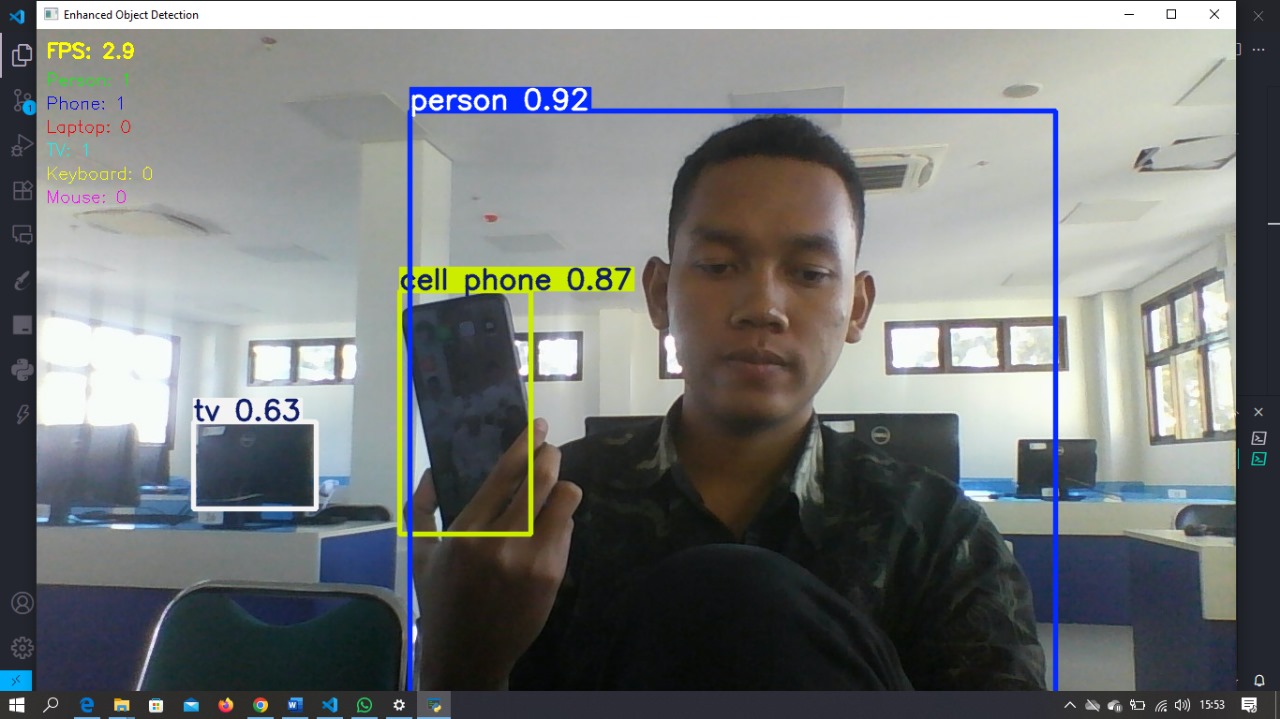 Enhanced Object Detection
FPS: 2.9
Person: 1
Phone: 1
Laptop: 0
TV: 1
Keyboard: 0
Mouse: 0
person 0.92
cell phone 0.87
tv 0.63
1
15:53